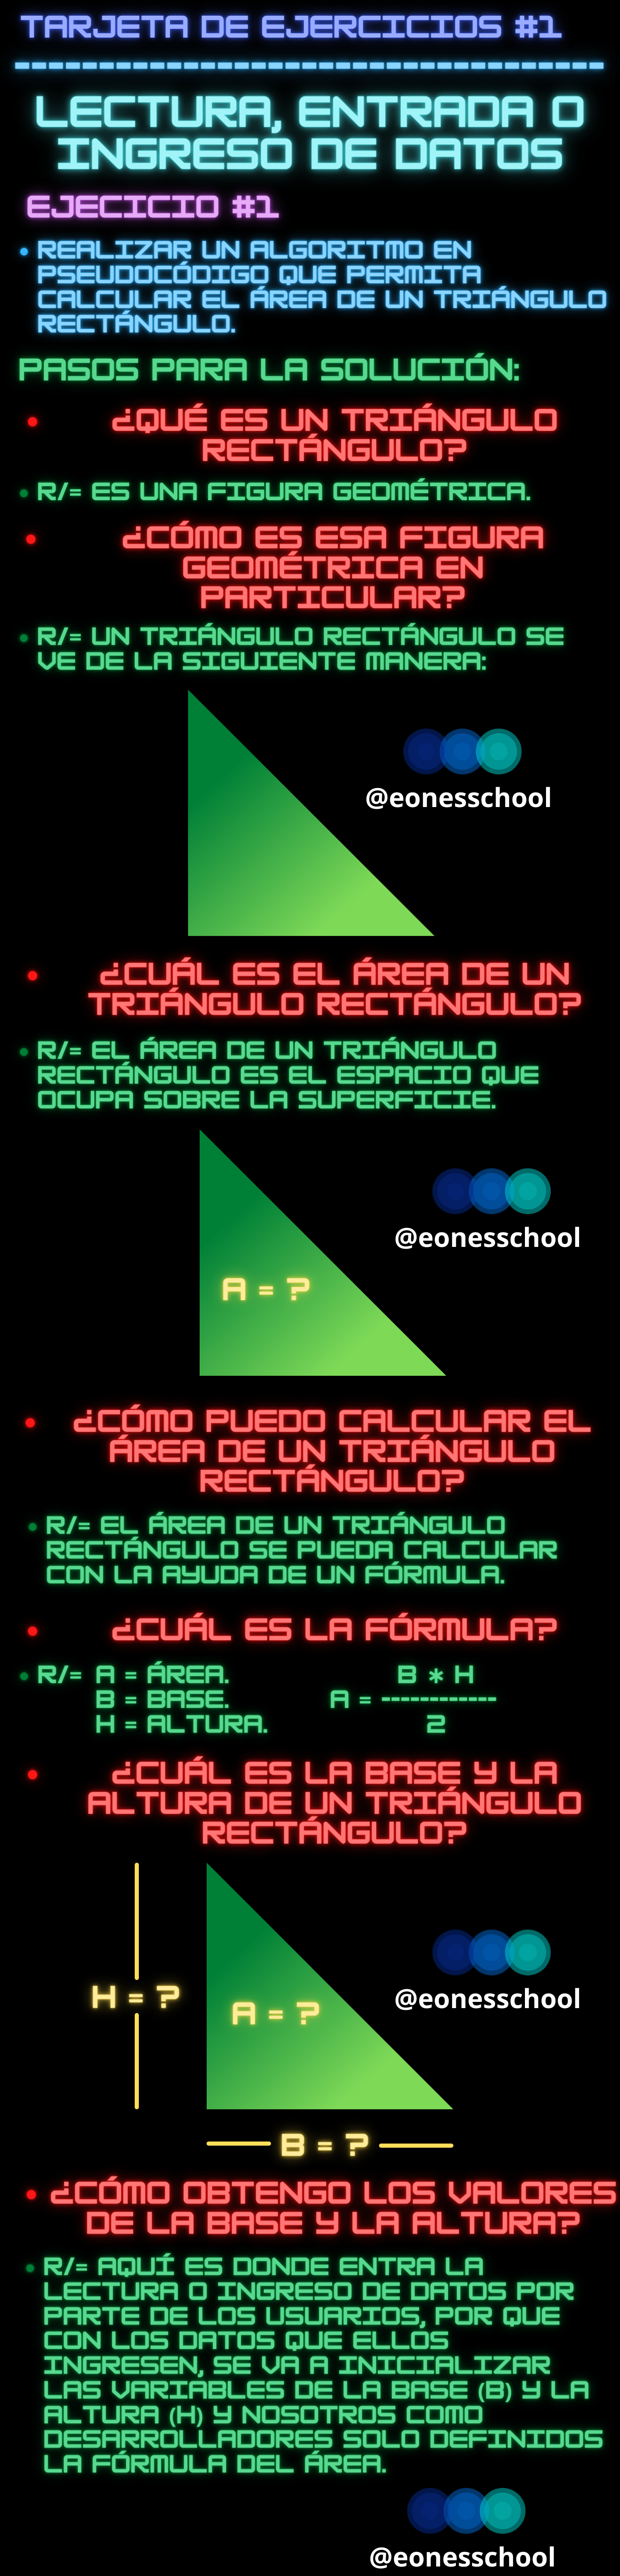 TARJETA DE EJERCICIOS #1
-----------------------------------
LECTURA, ENTRADA O
INGRESO DE DATOS
EJECICIO #1
• REALIZAR UN ALGORITMO EN
PSEUDOCÓDIGO QUE PERMITA
CALCULAR EL ÁREA DE UN TRIÁNGULO
RECTÁNGULO.
PASOS PARA LA SOLUCIÓN:
• ¿QUÉ ES UN TRIÁNGULO
RECTÁNGULO?
• R/= ES UNA FIGURA GEOMÉTRICA.
• ¿CÓMO ES ESA FIGURA
GEOMÉTRICA EN
PARTICULAR?
• R/= UN TRIÁNGULO RECTÁNGULO SE
VE DE LA SIGUIENTE MANERA:
@eonesschool
• ¿CUÁL ES EL ÁREA DE UN
TRIÁNGULO RECTÁNGULO?
• R/= EL ÁREA DE UN TRIÁNGULO
RECTÁNGULO ES EL ESPACIO QUE
OCUPA SOBRE LA SUPERFICIE.
@eonesschool
A = ?
• ¿CÓMO PUEDO CALCULAR EL
ÁREA DE UN TRIÁNGULO
RECTÁNGULO?
• R/= EL ÁREA DE UN TRIÁNGULO
RECTÁNGULO SE PUEDA CALCULAR
CON LA AYUDA DE UN FÓRMULA.
• ¿CUÁL ES LA FÓRMULA?
• R/= A = ÁREA. B * H
B = BASE. A = ------------
H = ALTURA. 2
• ¿CUÁL ES LA BASE Y LA
ALTURA DE UN TRIÁNGULO
RECTÁNGULO?
H = ?
A = ?
@eonesschool
B = ?
• ¿CÓMO OBTENGO LOS VALORES
DE LA BASE Y LA ALTURA?
• R/= AQUÍ ES DONDE ENTRA LA
LECTURA O INGRESO DE DATOS POR
PARTE DE LOS USUARIOS, POR QUE
CON LOS DATOS QUE ELLOS
INGRESEN, SE VA A INICIALIZAR
LAS VARIABLES DE LA BASE (B) Y LA
ALTURA (H) Y NOSOTROS COMO
DESARROLLADORES SOLO DEFINIDOS
LA FÓRMULA DEL ÁREA.
@eonesschool